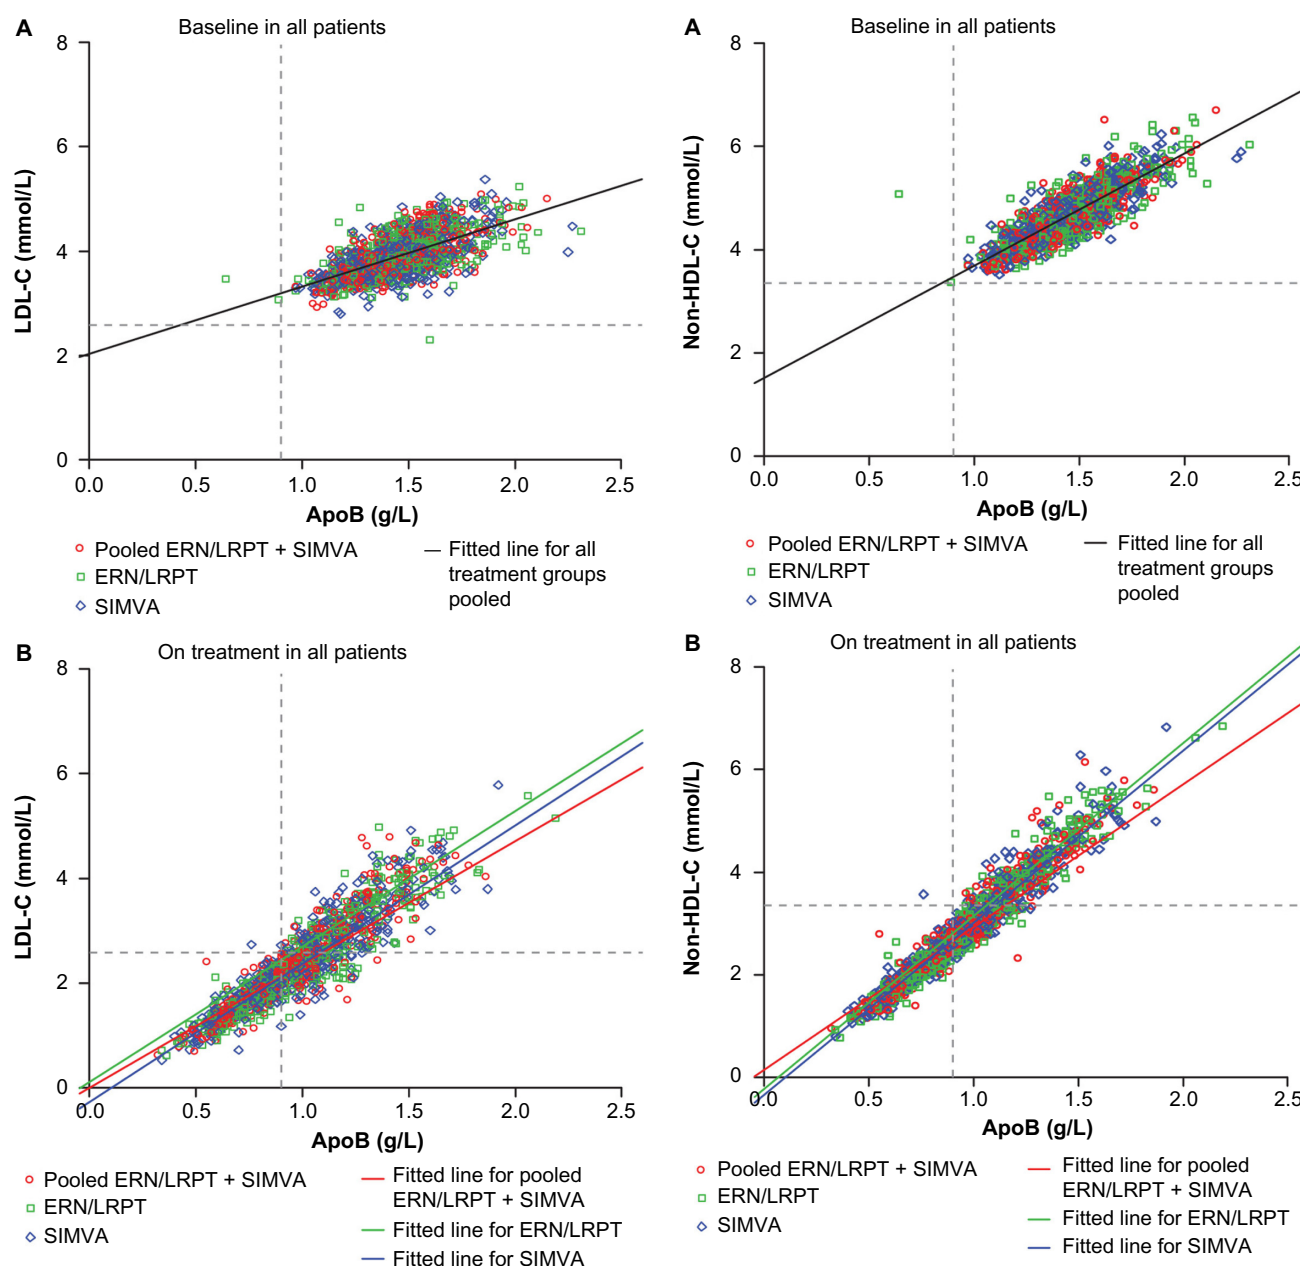 A
Baseline in all patients
LDL-C (mmol/L)
8
6
4
2
0
0.0 0.5 1.0 1.5 2.0 2.5
ApoB (g/L)
Pooled ERN/LRPT + SIMVA
ERN/LRPT
SIMVA
Fitted line for all
treatment groups
pooled
A
Baseline in all patients
Non-HDL-C (mmol/L)
8
6
4
2
0
0.0 0.5 1.0 1.5 2.0 2.5
ApoB (g/L)
Pooled ERN/LRPT + SIMVA
ERN/LRPT
SIMVA
Fitted line for all
treatment groups
pooled
B
On treatment in all patients
LDL-C (mmol/L)
8
6
4
2
0
0.0 0.5 1.0 1.5 2.0 2.5
ApoB (g/L)
Pooled ERN/LRPT + SIMVA
ERN/LRPT
SIMVA
Fitted line for pooled
ERN/LRPT + SIMVA
Fitted line for ERN/LRPT
Fitted line for SIMVA
B
On treatment in all patients
Non-HDL-C (mmol/L)
8
6
4
2
0
0.0 0.5 1.0 1.5 2.0 2.5
ApoB (g/L)
Pooled ERN/LRPT + SIMVA
ERN/LRPT
SIMVA
Fitted line for pooled
ERN/LRPT + SIMVA
Fitted line for ERN/LRPT
Fitted line for SIMVA